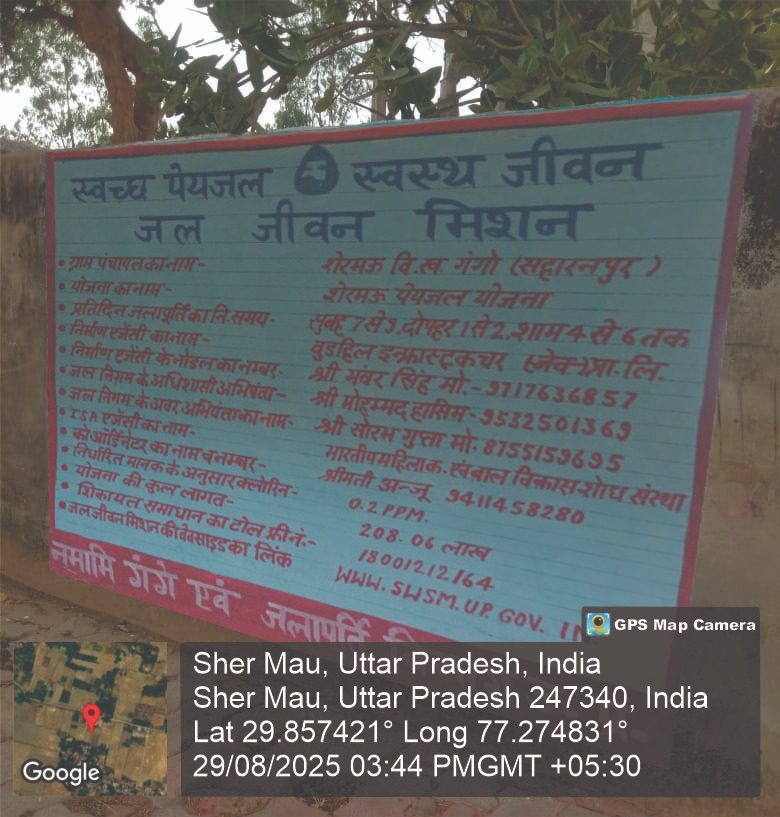 स्वच्छ पेयजल स्वस्थ जीवन
जल जीवन मिशन
• ग्राम पंचायत का नाम- शेरमऊ वि.ख. गंगो (सहारनपुर)
• योजना का नाम- शेरमऊ पेयजल योजना
• प्रतिदिन जलापूर्ति का नि. समय- सुबह 7 से 9, दोपहर 1 से 2, शाम 4 से 6 तक
• निर्माण एजेंसी का नाम- वुडहिल इन्फ्रास्ट्रकचर (जेक) प्रा. लि.
• निर्माण एजेंसी के नोडल का नम्बर- श्री भंवर सिंह मो.- 9717636857
• जल निगम के अधिशासी अभियंता- श्री मोहम्मद हासिम- 9532501369
• जल निगम के अवर अभियंता का नाम- श्री सोरभ गुप्ता मो. 8755159695
• ISA एजेंसी का नाम- भारतीय महिला क. एवं बाल विकास शोध संस्था
• कोऑर्डिनेटर का नाम व नम्बर- श्रीमती अन्जू 9411458280
• निर्धारित मानक के अनुसार क्लोरिन- 0.2 PPM.
• योजना की कुल लागत- 208.06 लाख
• शिकायत समाधान का टोल फ्री नं.- 18001212164
• जल जीवन मिशन की वेबसाइड का लिंक WWW.SWSM.UP.GOV.IN
नमामि गंगे एवं जलापूर्ति
GPS Map Camera
Sher Mau, Uttar Pradesh, India
Sher Mau, Uttar Pradesh 247340, India
Lat 29.857421° Long 77.274831°
29/08/2025 03:44 PMGMT +05:30
Google